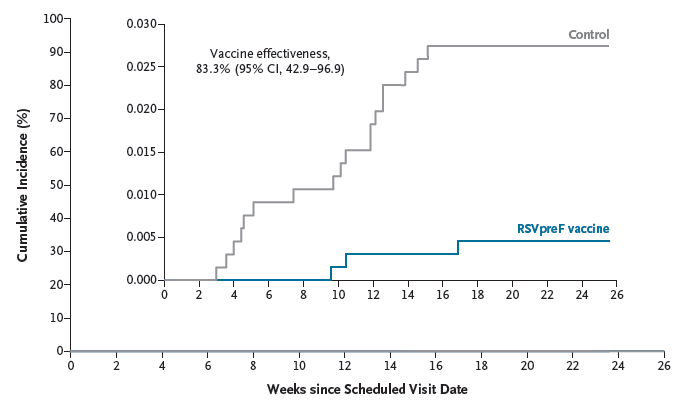 Cumulative Incidence (%)
100
90
80
70
60
50
40
30
20
10
0
0.030
0.025
0.020
0.015
0.010
0.005
0.000
Vaccine effectiveness,
83.3% (95% CI, 42.9–96.9)
Control
RSVpreF vaccine
0 2 4 6 8 10 12 14 16 18 20 22 24 26
0 2 4 6 8 10 12 14 16 18 20 22 24 26
Weeks since Scheduled Visit Date